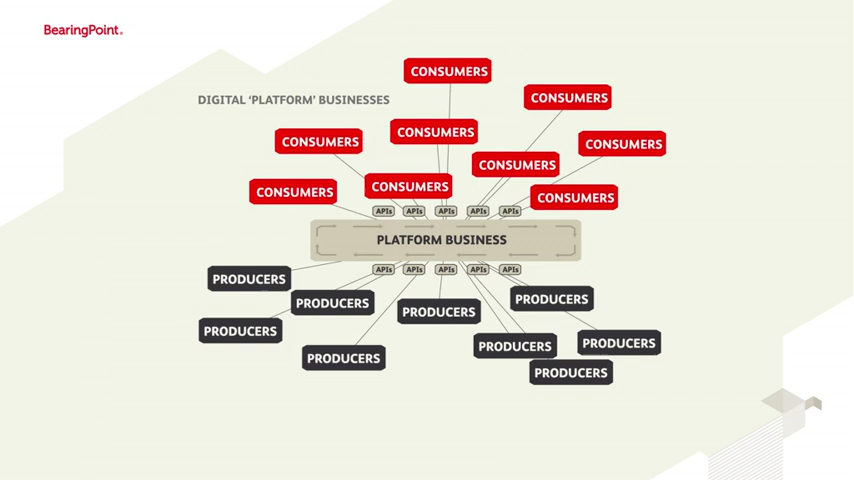 BearingPoint.
CONSUMERS
DIGITAL ‘PLATFORM’ BUSINESSES
CONSUMERS
CONSUMERS
CONSUMERS
CONSUMERS
CONSUMERS
CONSUMERS
CONSUMERS
CONSUMERS
CONSUMERS
APIs APIs APIs APIs APIs
PLATFORM BUSINESS
APIs APIs APIs APIs APIs
PRODUCERS
PRODUCERS
PRODUCERS
PRODUCERS
PRODUCERS
PRODUCERS
PRODUCERS
PRODUCERS
PRODUCERS